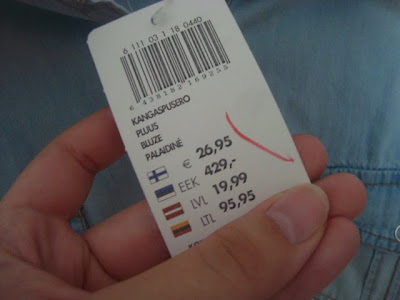 6 111 03 1 18 0440
6 438182 189255
KANGASPUSERO
PLUUS
BLUZE
PALAIDINĖ
€ 26,95
EEK 429,-
LVL 19,99
LTL 95,95